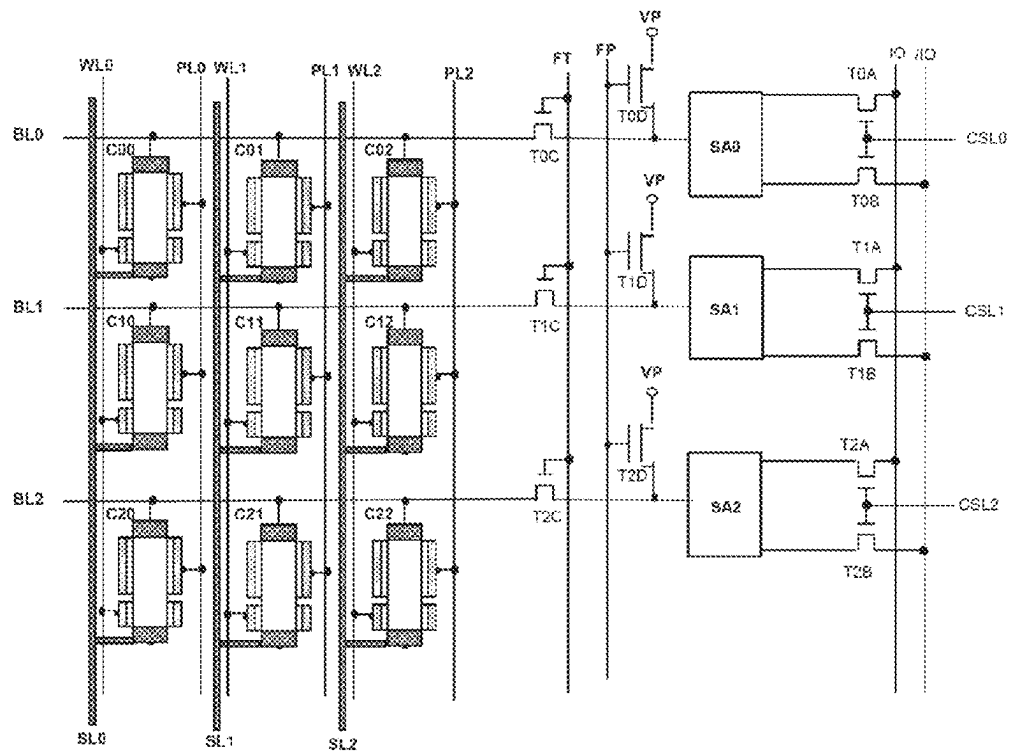 VP
WL0 PL0 WL1 PL1 WL2 PL2 FT FP IO /IO
T0A
BL0 T0D CSL0
C00 C01 C02 T0C SA0
VP T0B
T1A
BL1 T1D CSL1
C10 C11 C12 T1C SA1
VP T1B
T2A
BL2 T2D CSL2
C20 C21 C22 T2C SA2
T2B
SL0 SL1 SL2